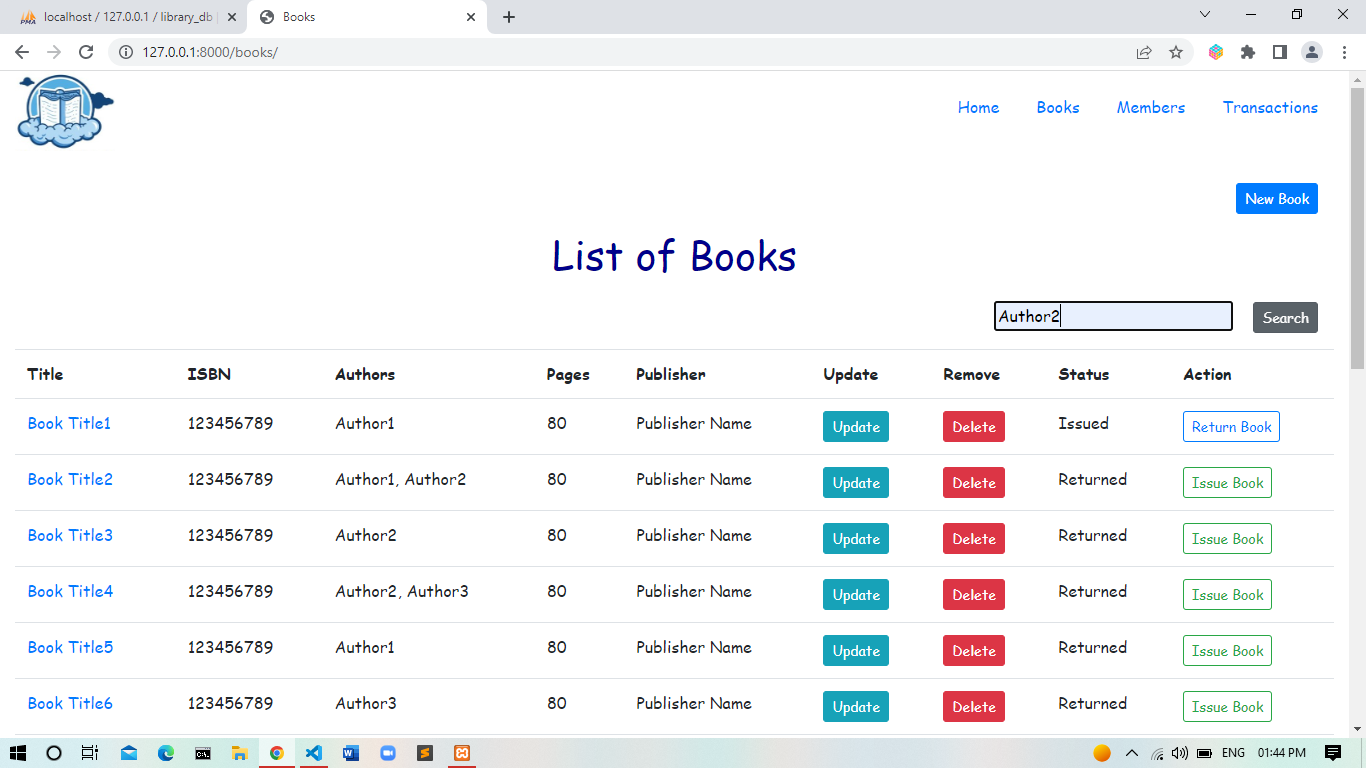 localhost / 127.0.0.1 / library_db
Books
127.0.0.1:8000/books/
Home Books Members Transactions
New Book
List of Books
Author2 Search
Title ISBN Authors Pages Publisher Update Remove Status Action
Book Title1 123456789 Author1 80 Publisher Name Update Delete Issued Return Book
Book Title2 123456789 Author1, Author2 80 Publisher Name Update Delete Returned Issue Book
Book Title3 123456789 Author2 80 Publisher Name Update Delete Returned Issue Book
Book Title4 123456789 Author2, Author3 80 Publisher Name Update Delete Returned Issue Book
Book Title5 123456789 Author1 80 Publisher Name Update Delete Returned Issue Book
Book Title6 123456789 Author3 80 Publisher Name Update Delete Returned Issue Book
ENG 01:44 PM